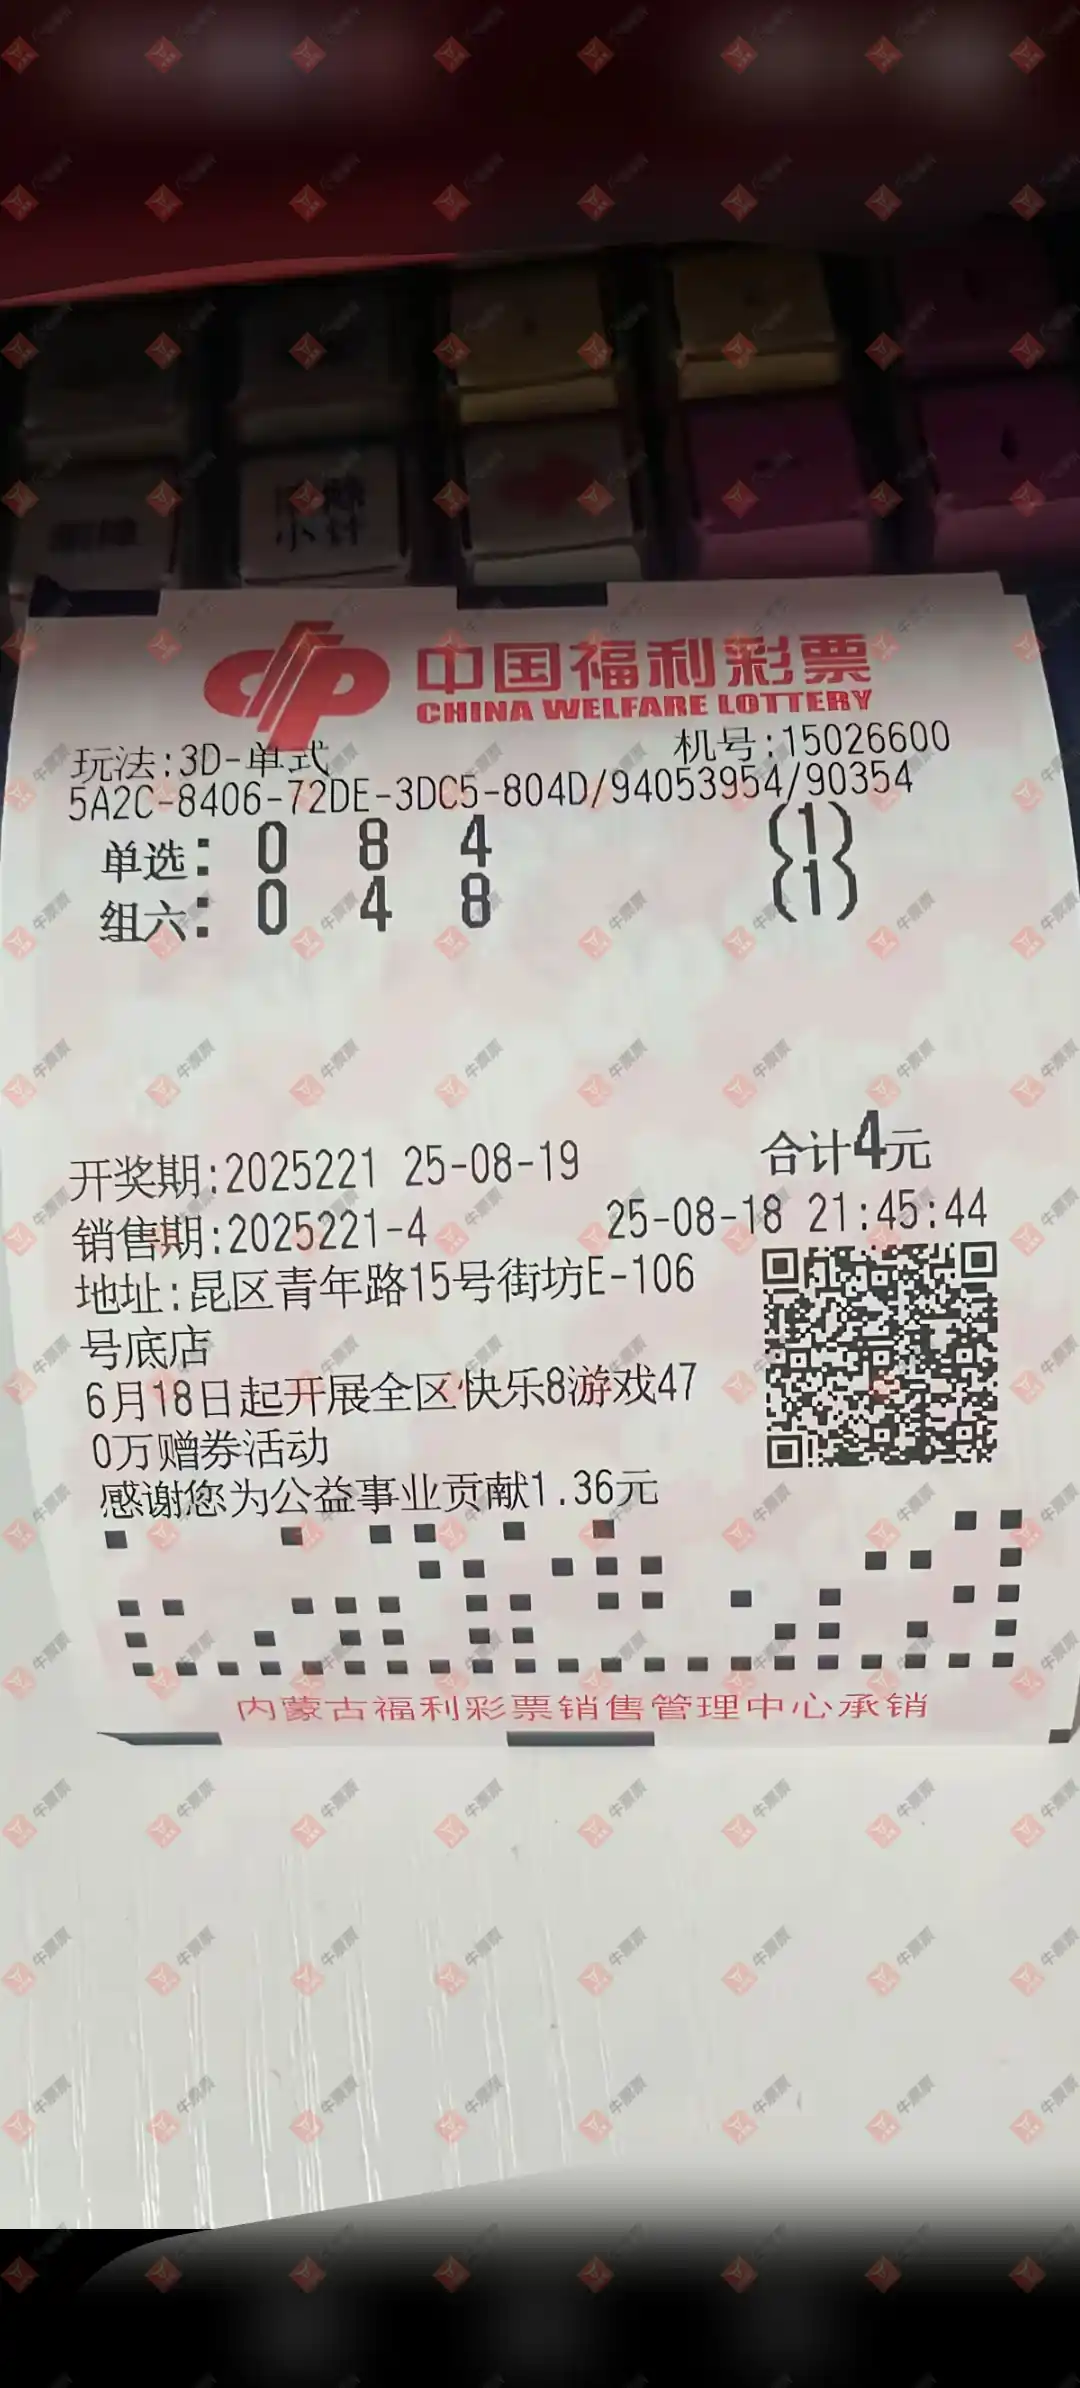 中国福利彩票
CHINA WELFARE LOTTERY
玩法:3D-单式 机号:15026600
5A2C-8406-72DE-3DC5-804D/94053954/90354
单选: 0 8 4 {1}
组六: 0 4 8 {1}
开奖期:2025221 25-08-19 合计4元
销售期:2025221-4 25-08-18 21:45:44
地址:昆区青年路15号街坊E-106
号底店
6月18日起开展全区快乐8游戏47
0万赠券活动
感谢您为公益事业贡献1.36元
内蒙古福利彩票销售管理中心承销
牛票票